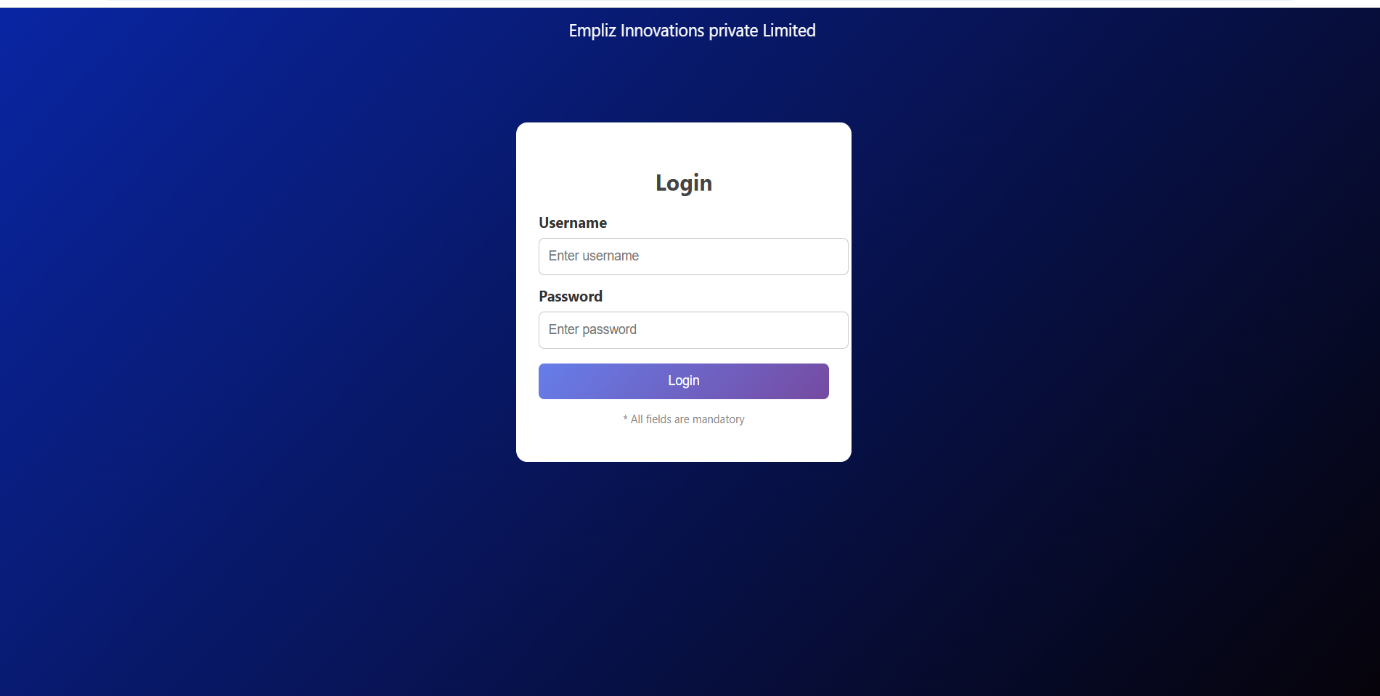 Empliz Innovations private Limited
Login
Username
Enter username
Password
Enter password
Login
* All fields are mandatory